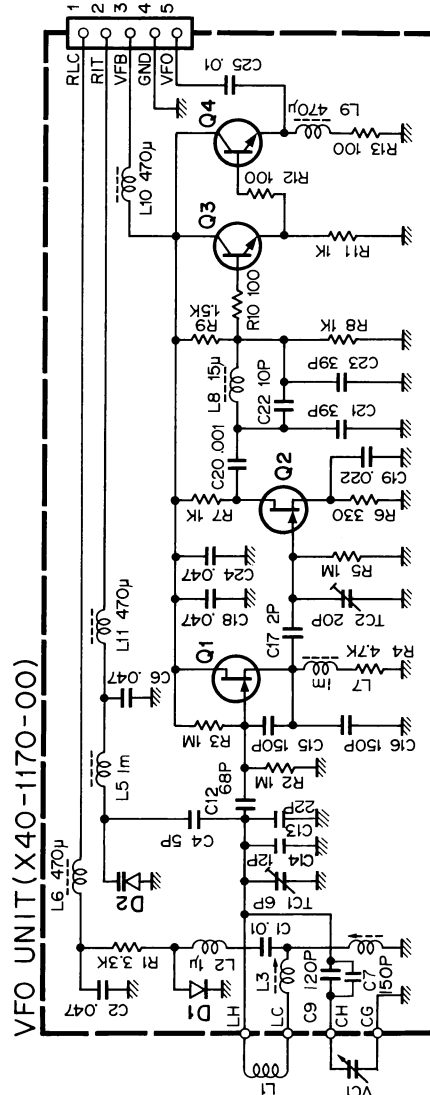 VFO UNIT (X40-1170-00)
1
2
3
4
5
RLC
RIT
VFB
GND
VFO
C25 .01
Q4
L9 470μ
R13 100
R12 100
L10 470μ
Q3
R11 1K
R10 100
R9 1.5K
R8 1K
L8 15μ
C22 10P
C23 39P
C21 39P
C20 .001
Q2
C19 .022
R7 1K
R6 330
C24 .047
R5 1M
C18 .047
TC2 20P
C17 2P
L11 470μ
Q1
R4 4.7K
L7 1m
C6 .047
R3 1M
C15 150P
C16 150P
L5 1m
R2 1M
C12 68P
C4 5P
C13 22P
C14 12P
TC1 6P
D2
L6 470μ
C1 .01
R1 3.3K
L2 1μ
L3
C2 .047
D1
C9 120P
C7 150P
LH
LC
CH
CG
L1
VC1